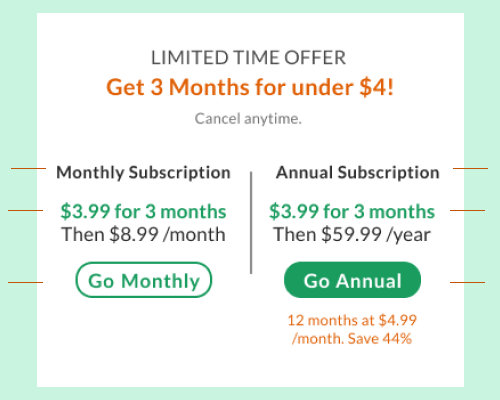 LIMITED TIME OFFER
Get 3 Months for under $4!
Cancel anytime.
Monthly Subscription
$3.99 for 3 months
Then $8.99 /month
Go Monthly
Annual Subscription
$3.99 for 3 months
Then $59.99 /year
Go Annual
12 months at $4.99
/month. Save 44%